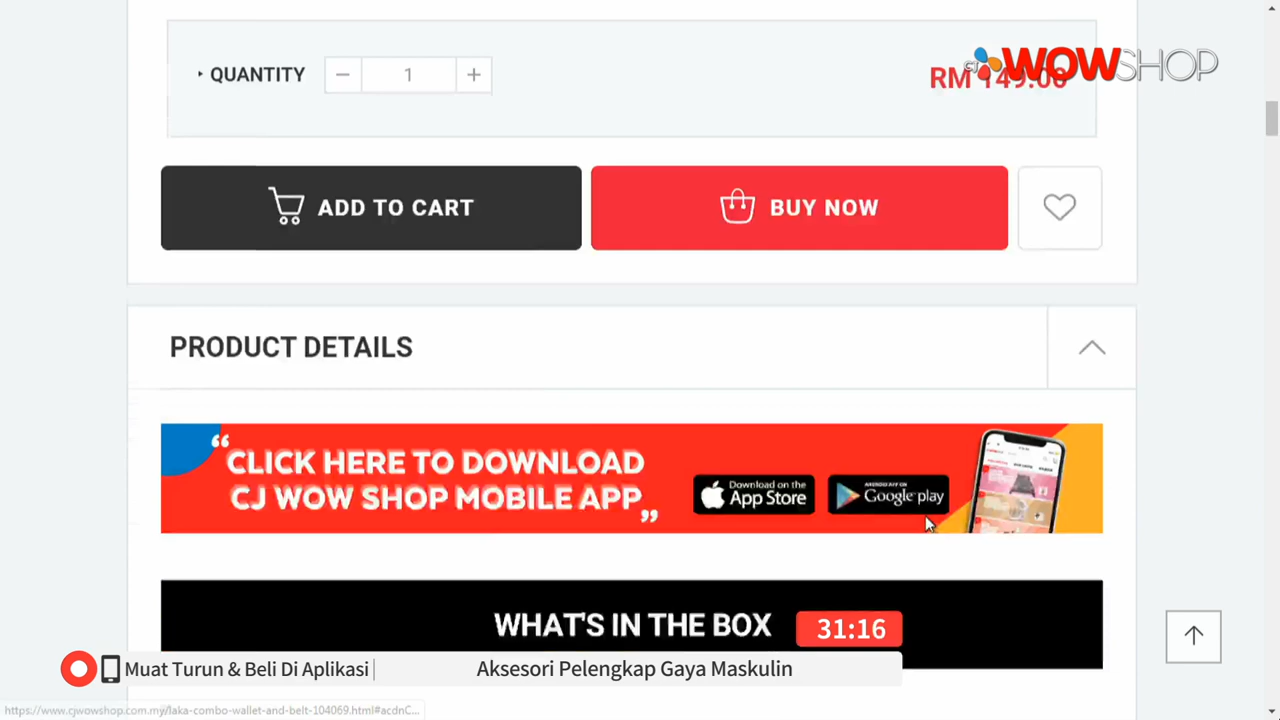 QUANTITY
1
RM 149.00
CJ WOWSHOP
ADD TO CART
BUY NOW
PRODUCT DETAILS
“CLICK HERE TO DOWNLOAD
CJ WOW SHOP MOBILE APP„
Download on the
App Store
ANDROID APP ON
Google play
WHAT'S IN THE BOX
31:16
Muat Turun & Beli Di Aplikasi |
Aksesori Pelengkap Gaya Maskulin
https://www.cjwowshop.com.my/laka-combo-wallet-and-belt-104069.html#acdnC...